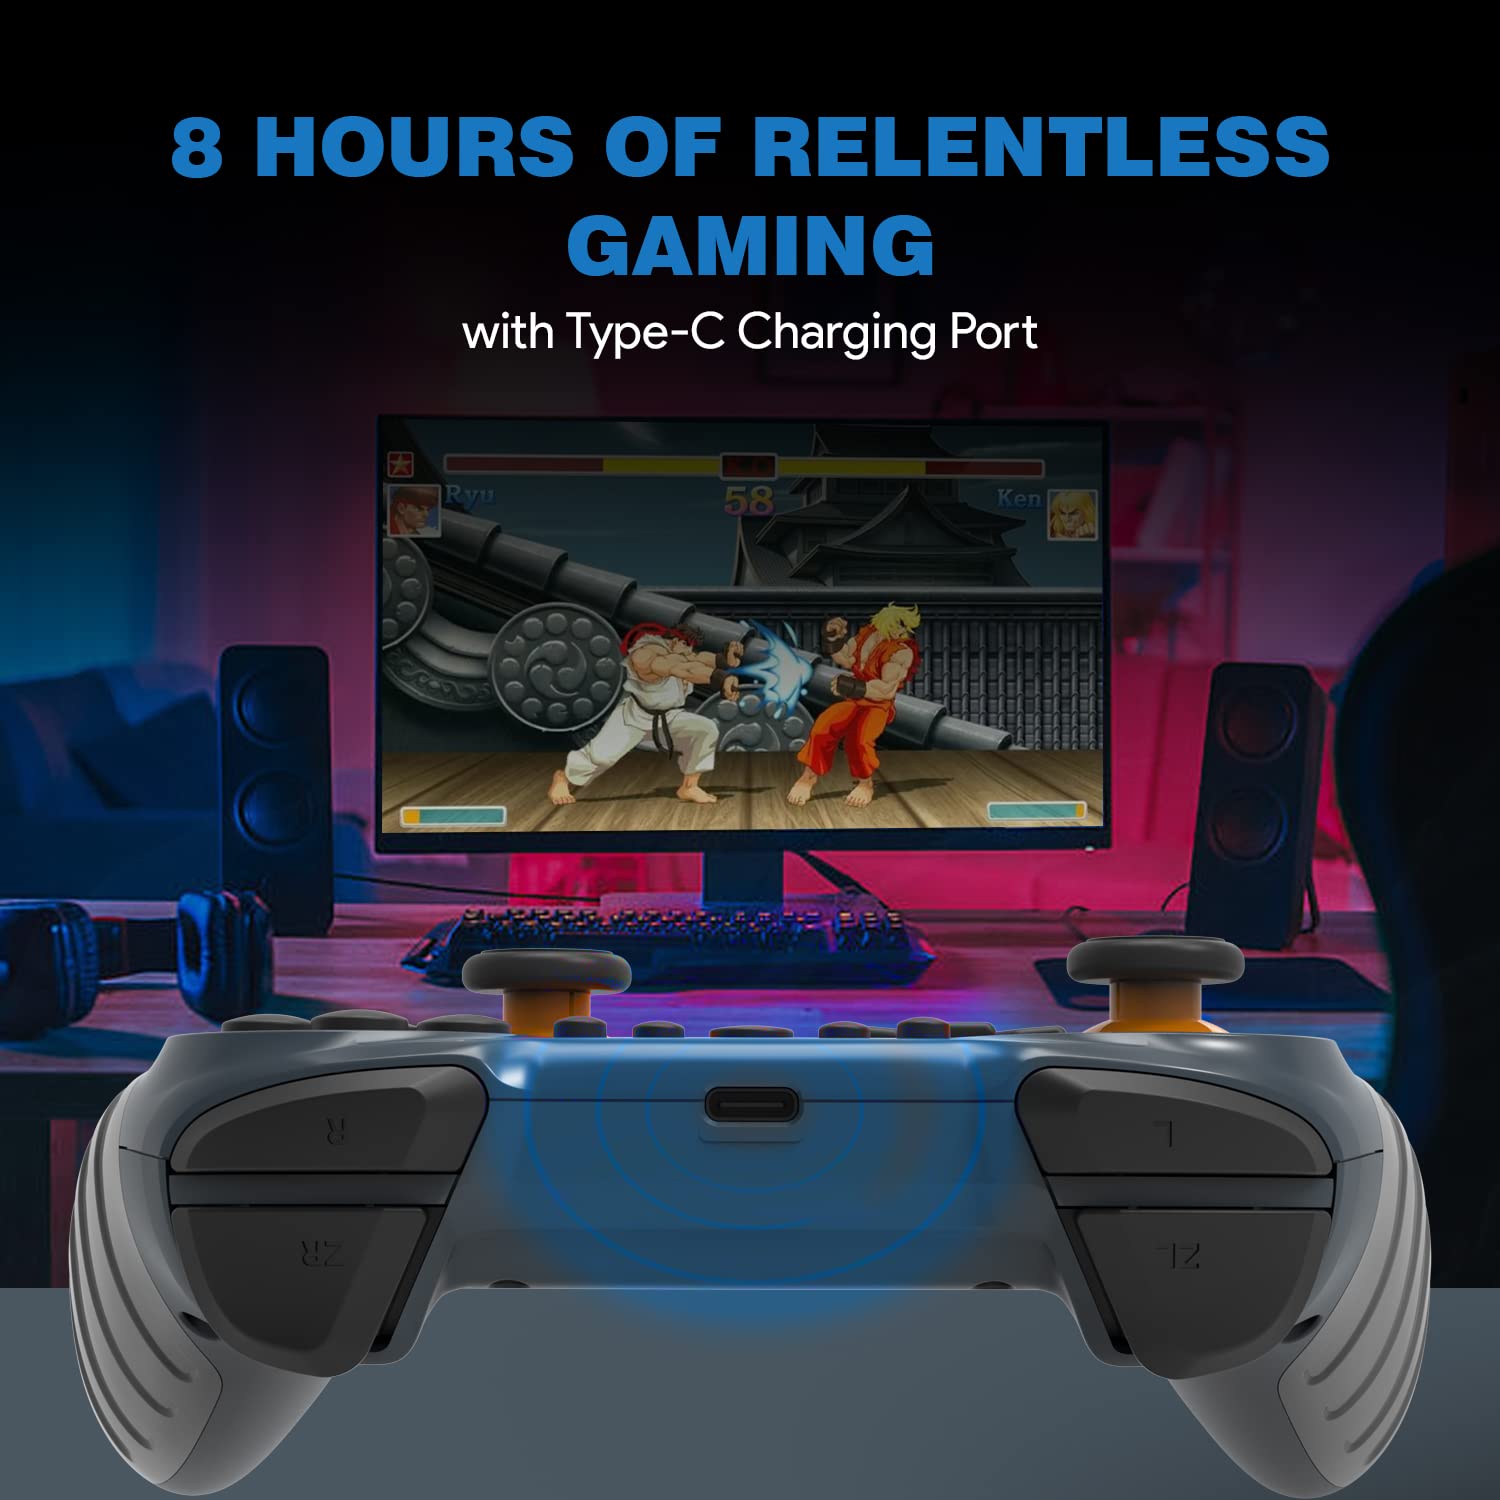 8 HOURS OF RELENTLESS
GAMING
with Type-C Charging Port
Ryu
58
Ken
R
L
ZR
ZL